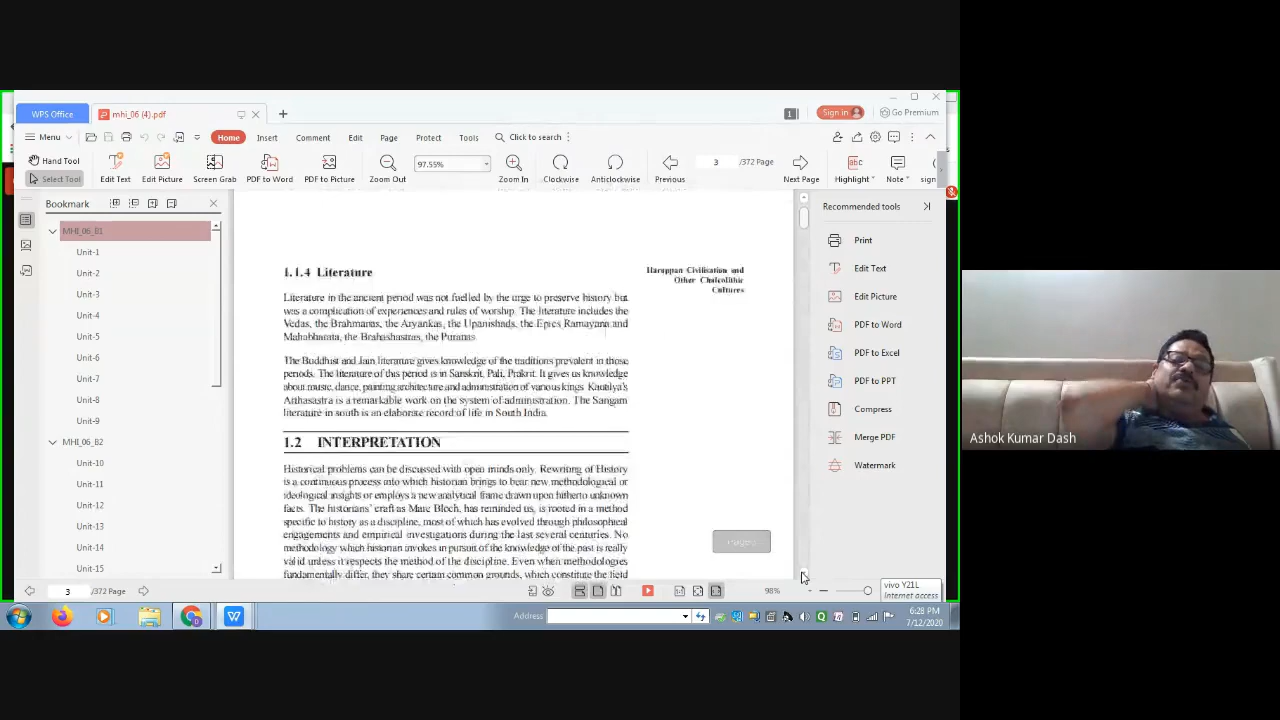 WPS Office
mhi_06 (4).pdf
1
Sign in
Go Premium
Menu
Home
Insert
Comment
Edit
Page
Protect
Tools
Click to search
Hand Tool
Select Tool
Edit Text
Edit Picture
Screen Grab
PDF to Word
PDF to Picture
Zoom Out
97.55%
Zoom In
Clockwise
Anticlockwise
Previous
3
/372 Page
Next Page
Highlight
Note
sign
Bookmark
MHI_06_B1
Unit-1
Unit-2
Unit-3
Unit-4
Unit-5
Unit-6
Unit-7
Unit-8
Unit-9
MHI_06_B2
Unit-10
Unit-11
Unit-12
Unit-13
Unit-14
Unit-15
1.1.4 Literature
Harappan Civilisation and
Other Chalcolithic
Cultures
Literature in the ancient period was not fuelled by the urge to preserve history but
was a complication of experiences and rules of worship. The literature includes the
Vedas, the Brahmanas, the Aryankas, the Upanishads, the Epics Ramayana and
Mahabharata, the Brahashastras, the Puranas
The Buddhist and Jain literature gives knowledge of the traditions prevalent in those
periods. The literature of this period is in Sanskrit, Pali, Prakrit. It gives us knowledge
about music, dance, painting architecture and administration of various kings. Kautilya's
Arthasastra is a remarkable work on the system of administration. The Sangam
literature in south is an elaborate record of life in South India.
1.2 INTERPRETATION
Historical problems can be discussed with open minds only. Rewriting of History
is a continuous process into which historian brings to bear new methodological or
ideological insights or employs a new analytical frame drawn upon hitherto unknown
facts. The historians' craft as Marc Bloch, has reminded us, is rooted in a method
specific to history as a discipline, most of which has evolved through philosophical
engagements and empirical investigations during the last several centuries. No
methodology which historian invokes in pursuit of the knowledge of the past is really
valid unless it respects the method of the discipline. Even when methodologies
fundamentally differ, they share certain common grounds, which constitute the field
Recommended tools
Print
Edit Text
Edit Picture
PDF to Word
PDF to Excel
PDF to PPT
Compress
Merge PDF
Watermark
3
/372 Page
98%
vivo Y21L
Internet access
Address
6:28 PM
7/12/2020
Ashok Kumar Dash